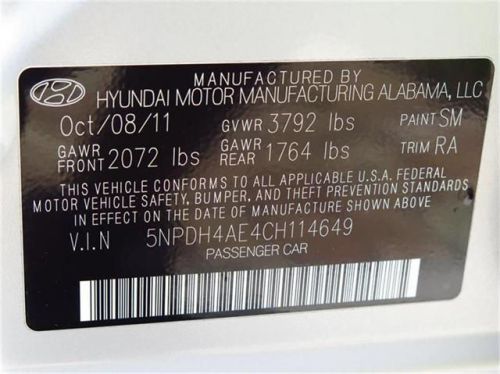 MANUFACTURED BY
HYUNDAI MOTOR MANUFACTURING ALABAMA, LLC
Oct/08/11 GVWR 3792 lbs PAINT SM
GAWR FRONT 2072 lbs GAWR REAR 1764 lbs TRIM RA
THIS VEHICLE CONFORMS TO ALL APPLICABLE U.S.A. FEDERAL
MOTOR VEHICLE SAFETY, BUMPER, AND THEFT PREVENTION STANDARDS
IN EFFECT ON THE DATE OF MANUFACTURE SHOWN ABOVE.
V.I.N 5NPDH4AE4CH114649
PASSENGER CAR